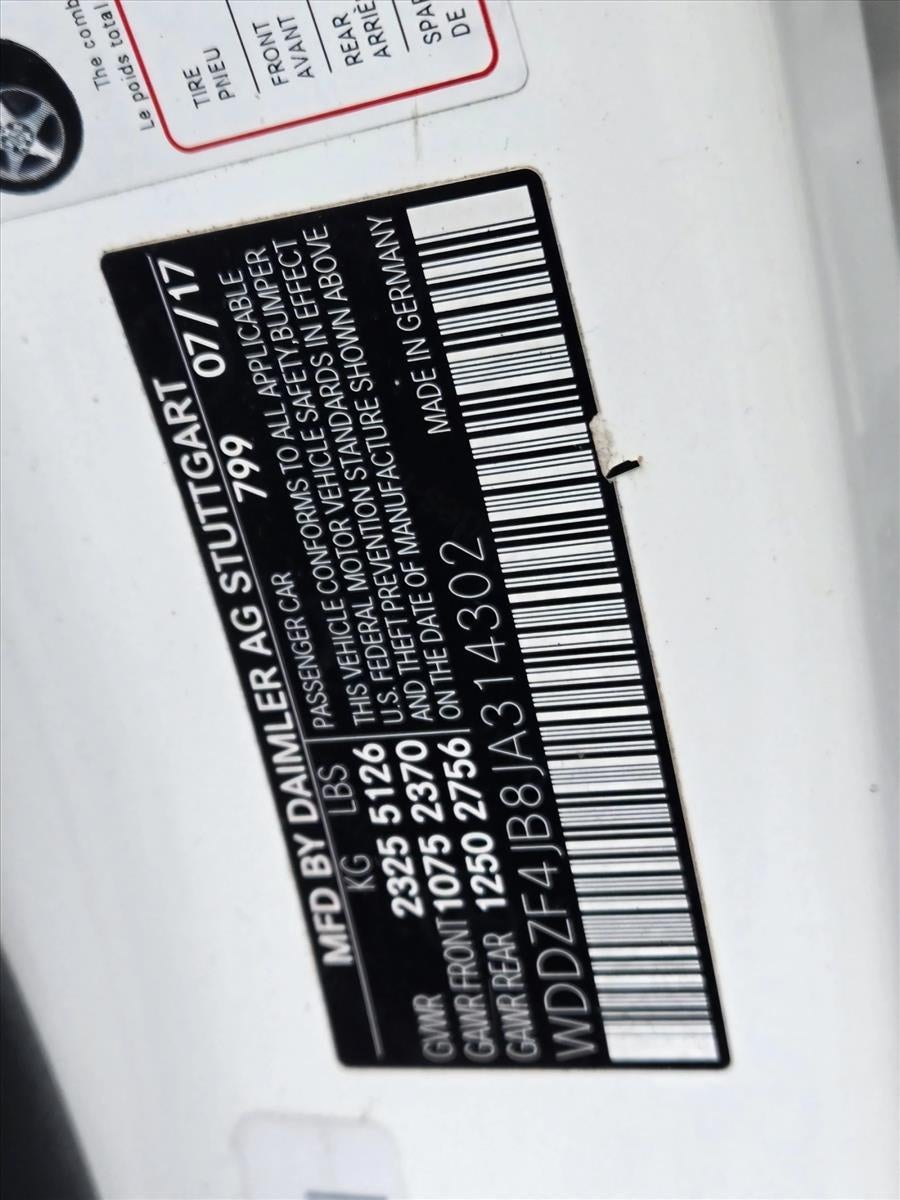 The comb
Le poids total
TIRE
PNEU
FRONT
AVANT
REAR
ARRIÈ
SPA
DE
MFD BY DAIMLER AG STUTTGART
799 07/17
KG LBS
GVWR 2325 5126
GAWR FRONT 1075 2370
GAWR REAR 1250 2756
PASSENGER CAR
THIS VEHICLE CONFORMS TO ALL APPLICABLE
U.S. FEDERAL MOTOR VEHICLE SAFETY, BUMPER
AND THEFT PREVENTION STANDARDS IN EFFECT
ON THE DATE OF MANUFACTURE SHOWN ABOVE
MADE IN GERMANY
WDDZF4JB8JA314302